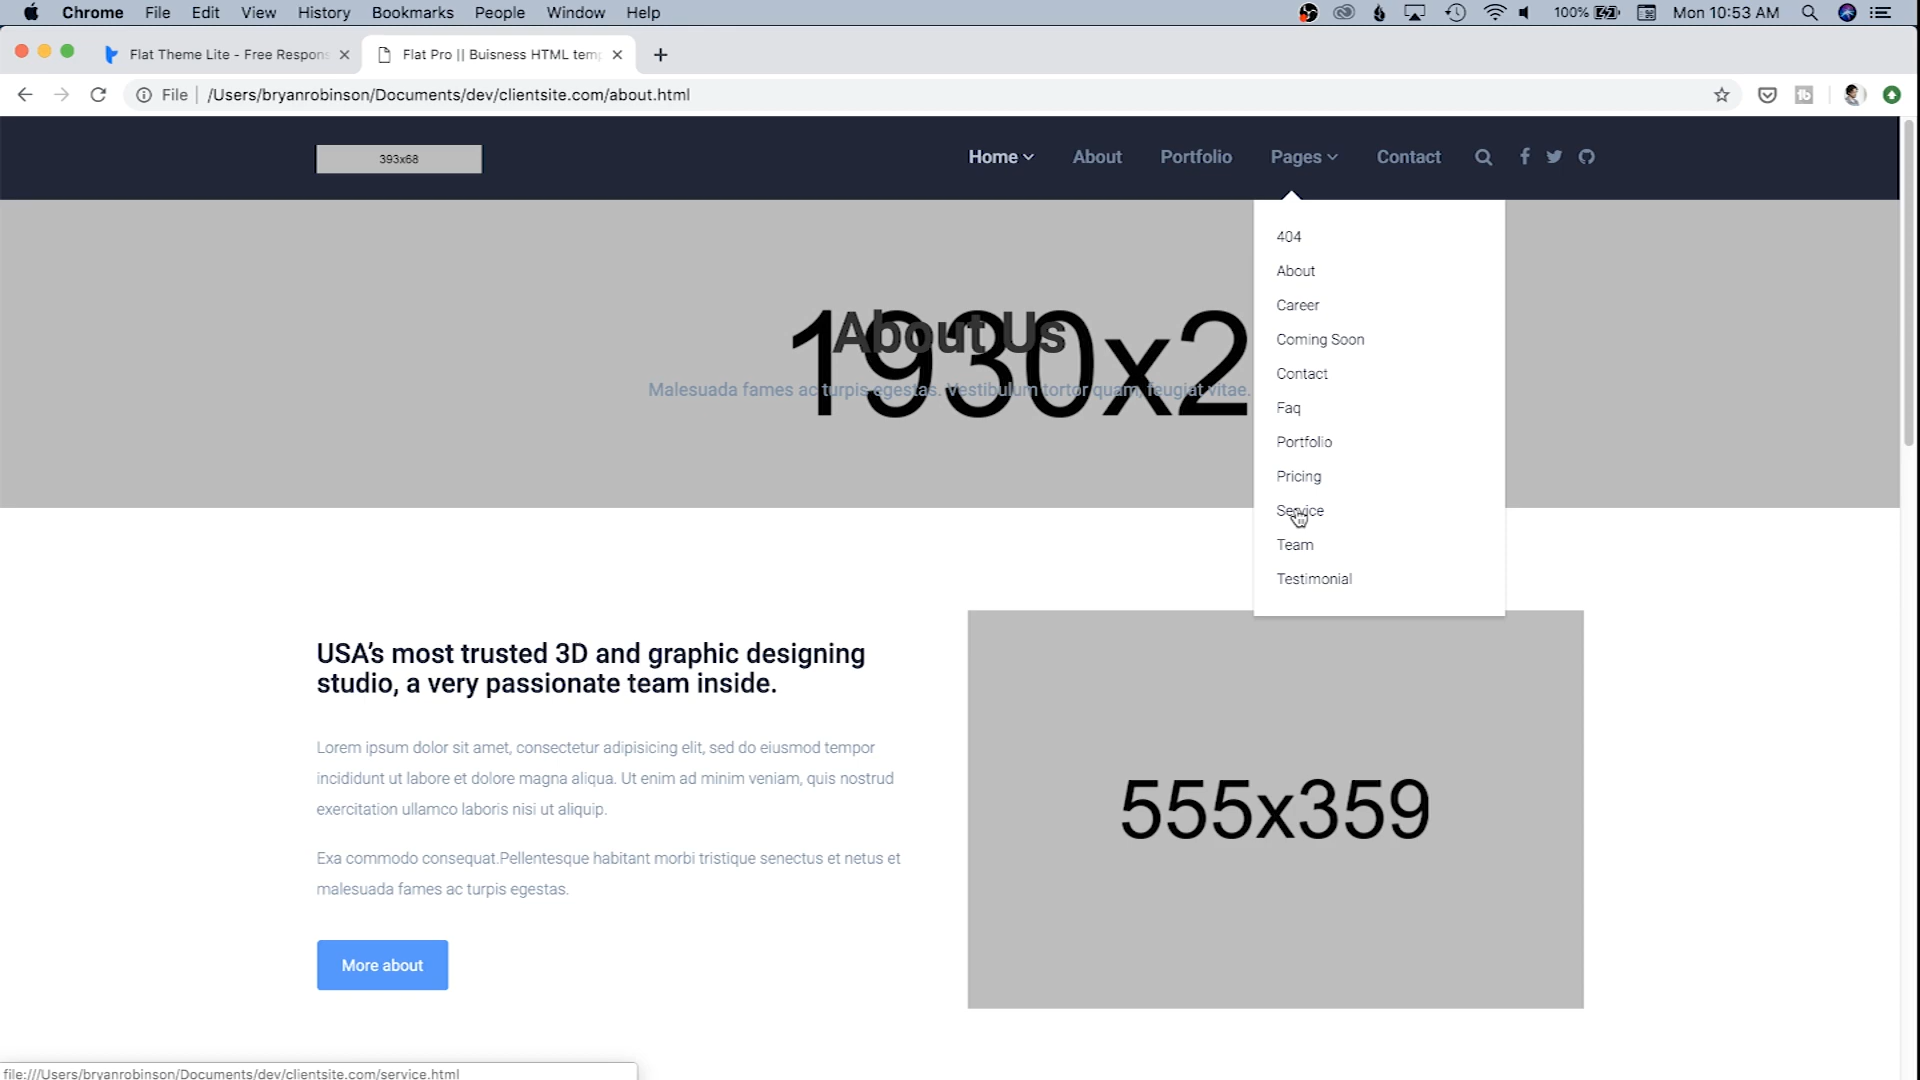 Chrome File Edit View History Bookmarks People Window Help 100% Mon 10:53 AM
Flat Theme Lite - Free Respons
Flat Pro || Buisness HTML temp
File /Users/bryanrobinson/Documents/dev/clientsite.com/about.html
393x68
Home About Portfolio Pages Contact
404
About
Career
Coming Soon
Contact
Faq
Portfolio
Pricing
Service
Team
Testimonial
1930x2
About Us
Malesuada fames ac turpis egestas. Vestibulum tortor quam, feugiat vitae.
USA's most trusted 3D and graphic designing
studio, a very passionate team inside.
Lorem ipsum dolor sit amet, consectetur adipisicing elit, sed do eiusmod tempor
incididunt ut labore et dolore magna aliqua. Ut enim ad minim veniam, quis nostrud
exercitation ullamco laboris nisi ut aliquip.
Exa commodo consequat.Pellentesque habitant morbi tristique senectus et netus et
malesuada fames ac turpis egestas.
More about
555x359
file:///Users/bryanrobinson/Documents/dev/clientsite.com/service.html